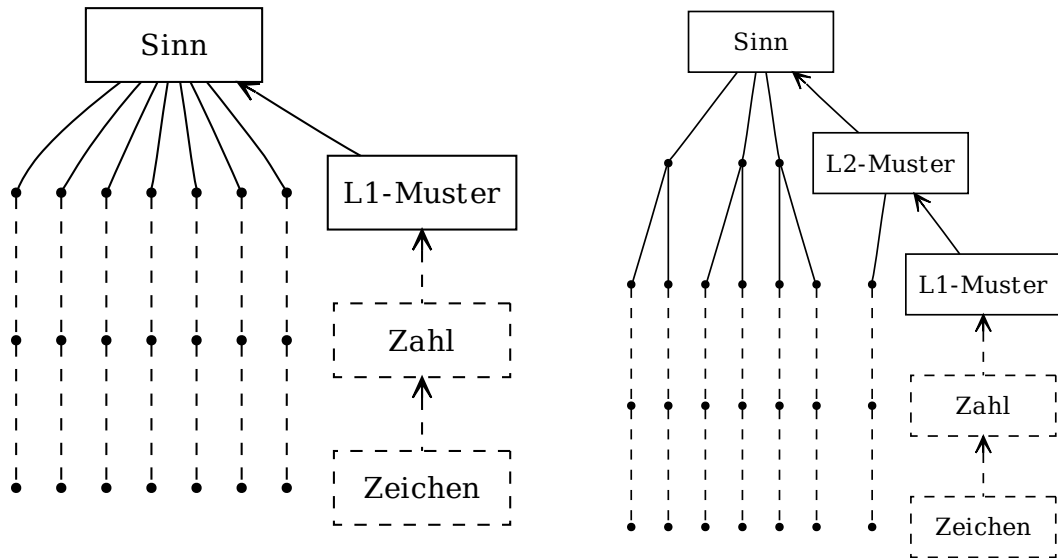 Sinn
L1-Muster
Zahl
Zeichen
Sinn
L2-Muster
L1-Muster
Zahl
Zeichen